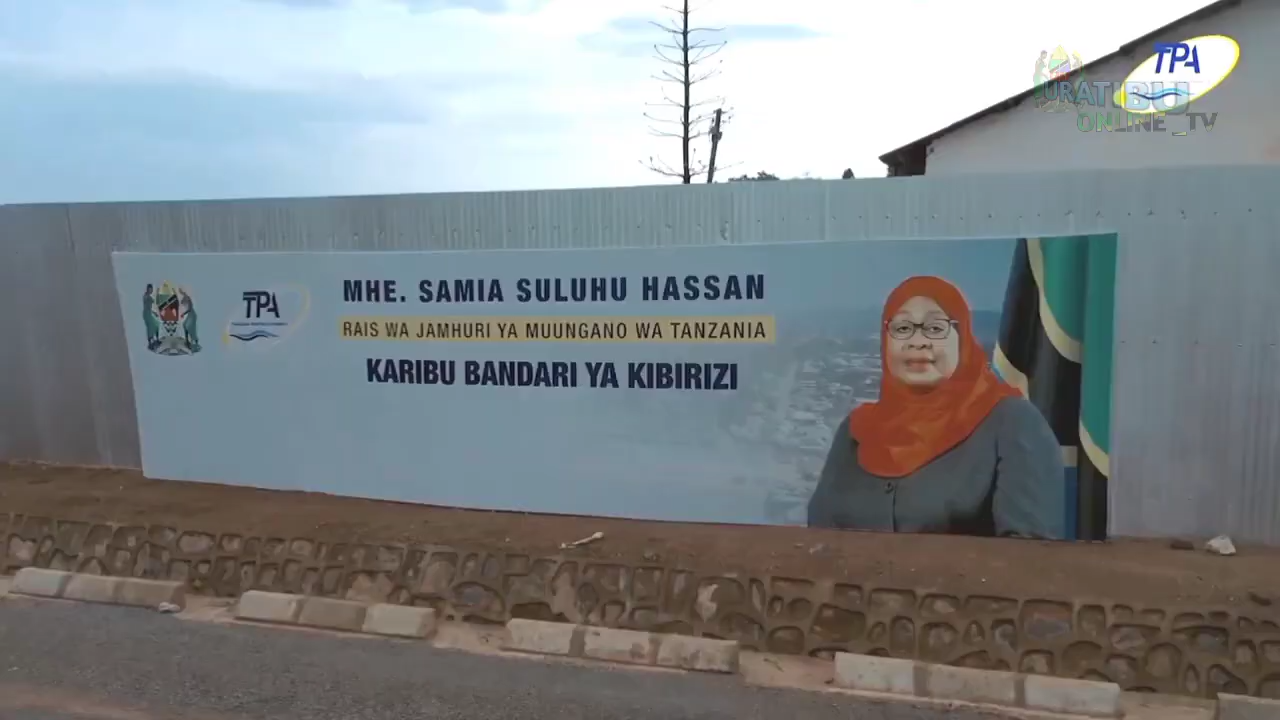 TPA
URATIBU
ONLINE_TV
TPA
MHE. SAMIA SULUHU HASSAN
RAIS WA JAMHURI YA MUUNGANO WA TANZANIA
KARIBU BANDARI YA KIBIRIZI